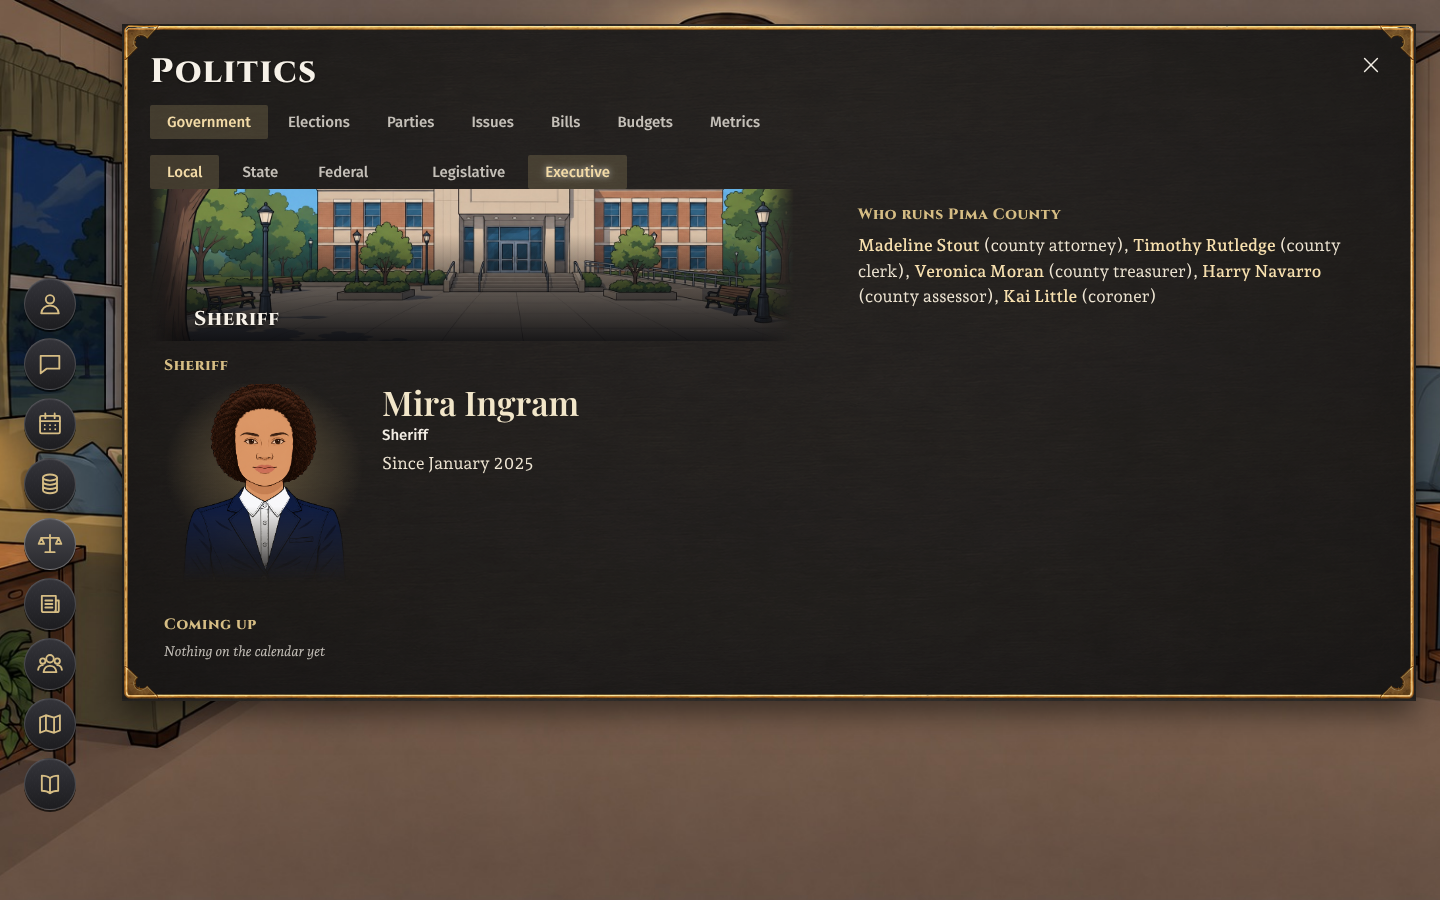 Politics
Government Elections Parties Issues Bills Budgets Metrics
Local State Federal Legislative Executive
Sheriff
Sheriff
Mira Ingram
Sheriff
Since January 2025
Coming up
Nothing on the calendar yet
Who runs Pima County
Madeline Stout (county attorney), Timothy Rutledge (county
clerk), Veronica Moran (county treasurer), Harry Navarro
(county assessor), Kai Little (coroner)